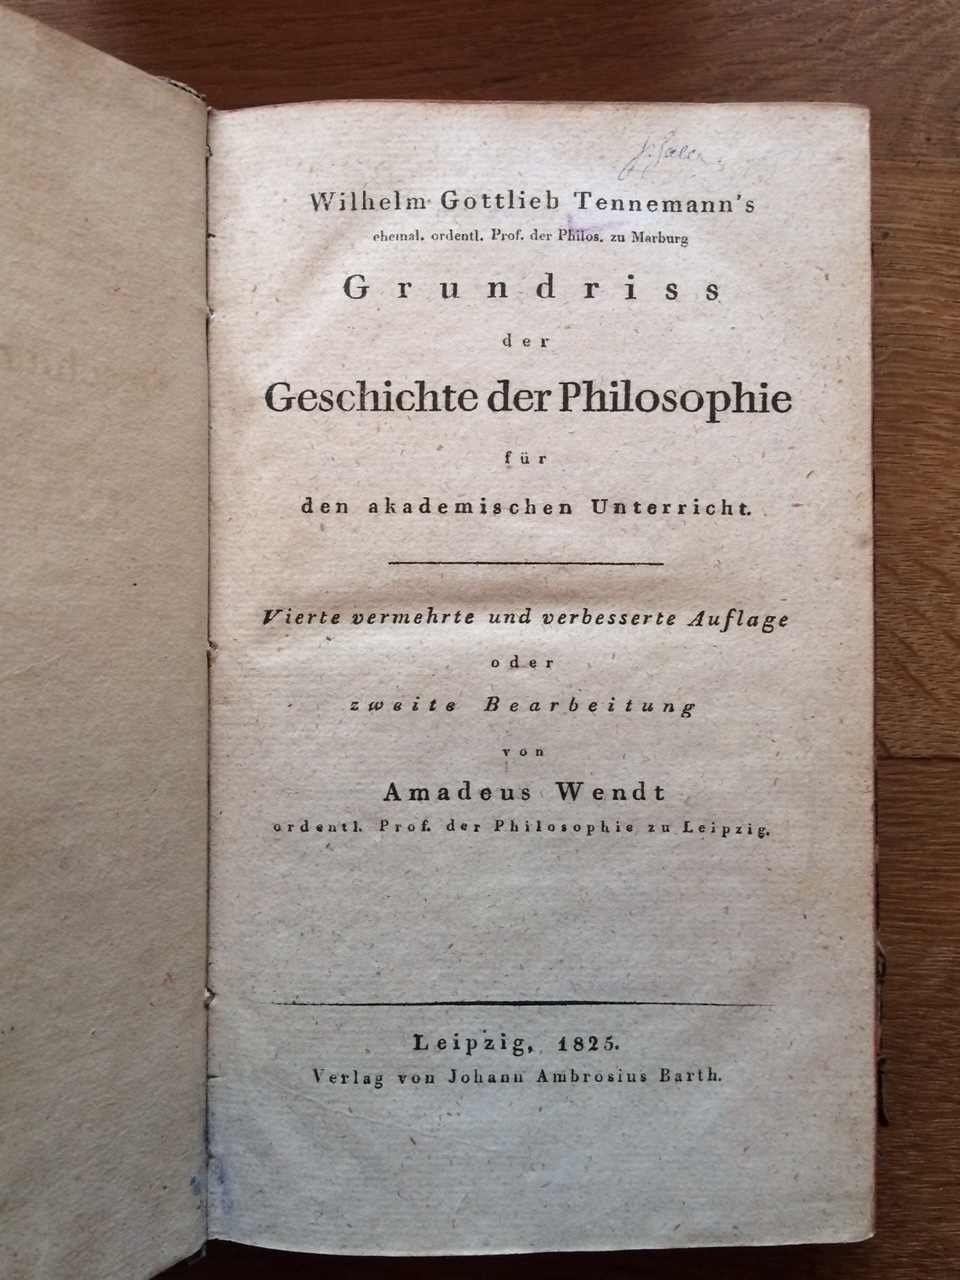 Wilhelm Gottlieb Tennemann's
ehemal. ordentl. Prof. der Philos. zu Marburg
Grundriss
der
Geschichte der Philosophie
für
den akademischen Unterricht.
Vierte vermehrte und verbesserte Auflage
oder
zweite Bearbeitung
von
Amadeus Wendt
ordentl. Prof. der Philosophie zu Leipzig.
Leipzig, 1825.
Verlag von Johann Ambrosius Barth.